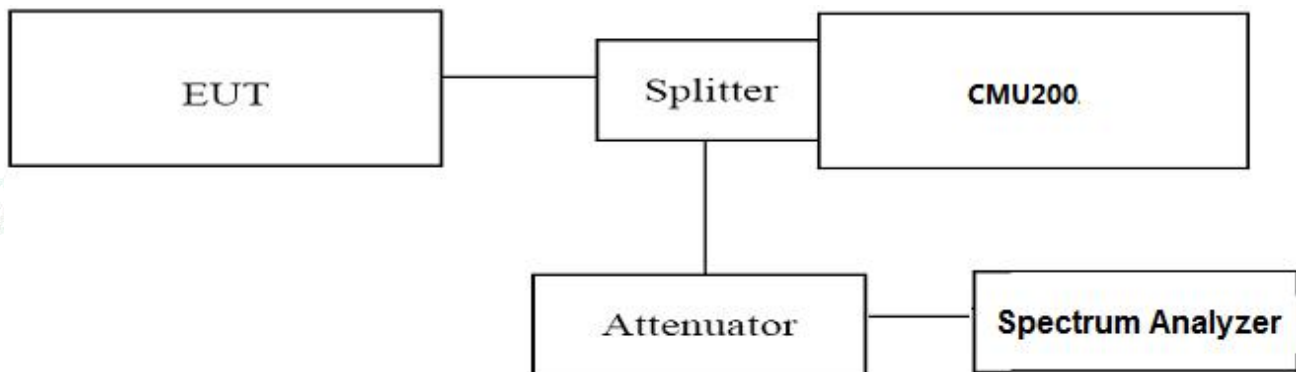 EUT
Splitter
CMU200
Attenuator
Spectrum Analyzer